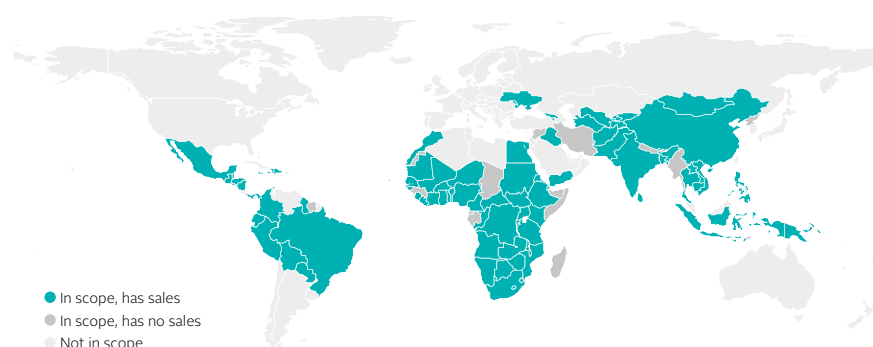 In scope, has sales
In scope, has no sales
Not in scope